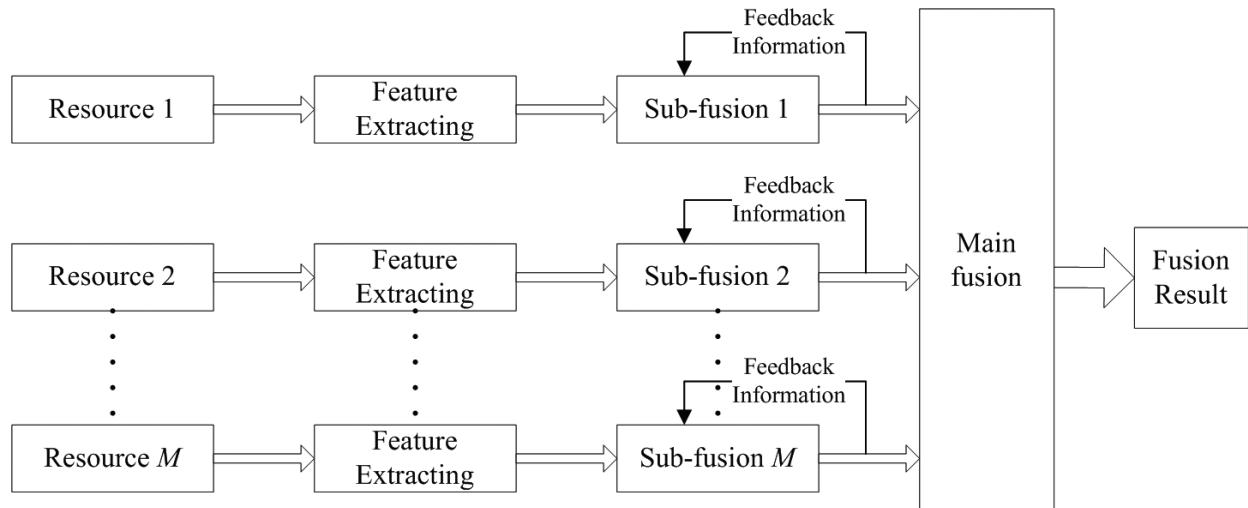 Feedback
Information
Resource 1
Feature
Extracting
Sub-fusion 1
Feedback
Information
Resource 2
Feature
Extracting
Sub-fusion 2
Main
fusion
Fusion
Result
Feedback
Information
Resource M
Feature
Extracting
Sub-fusion M